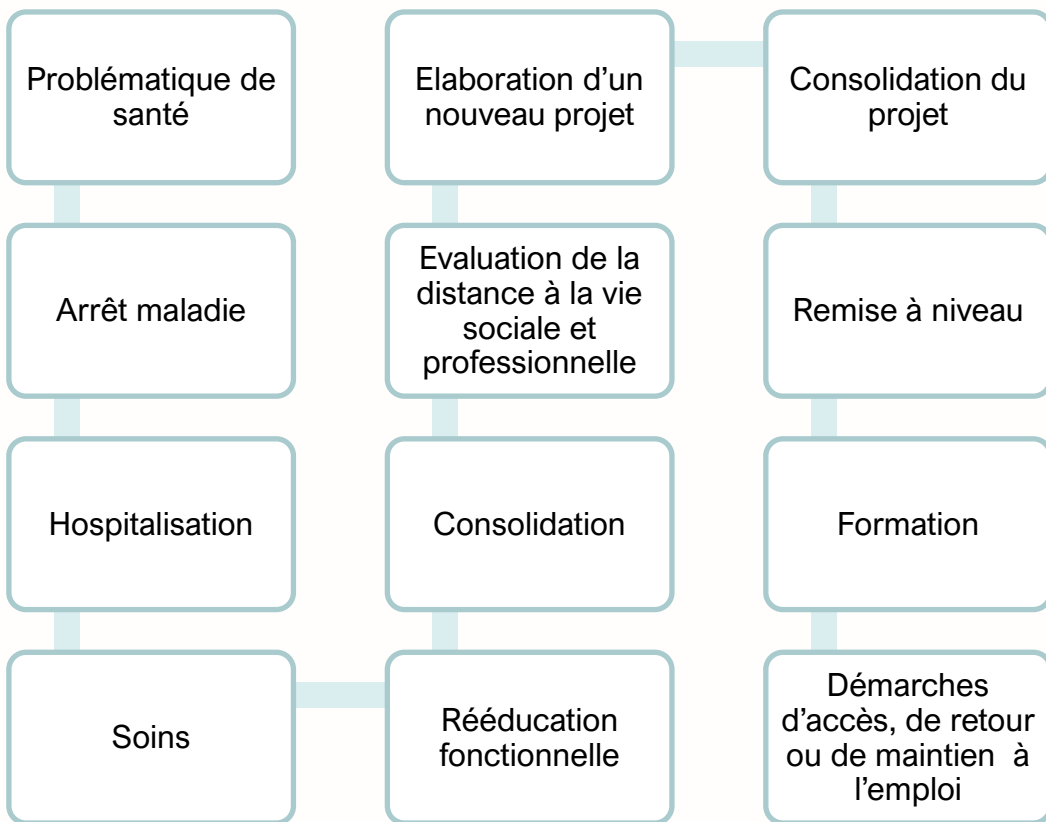 Problématique de
santé
Arrêt maladie
Hospitalisation
Soins
Rééducation
fonctionnelle
Consolidation
Evaluation de la
distance à la vie
sociale et
professionnelle
Elaboration d’un
nouveau projet
Consolidation du
projet
Remise à niveau
Formation
Démarches
d’accès, de retour
ou de maintien à
l’emploi